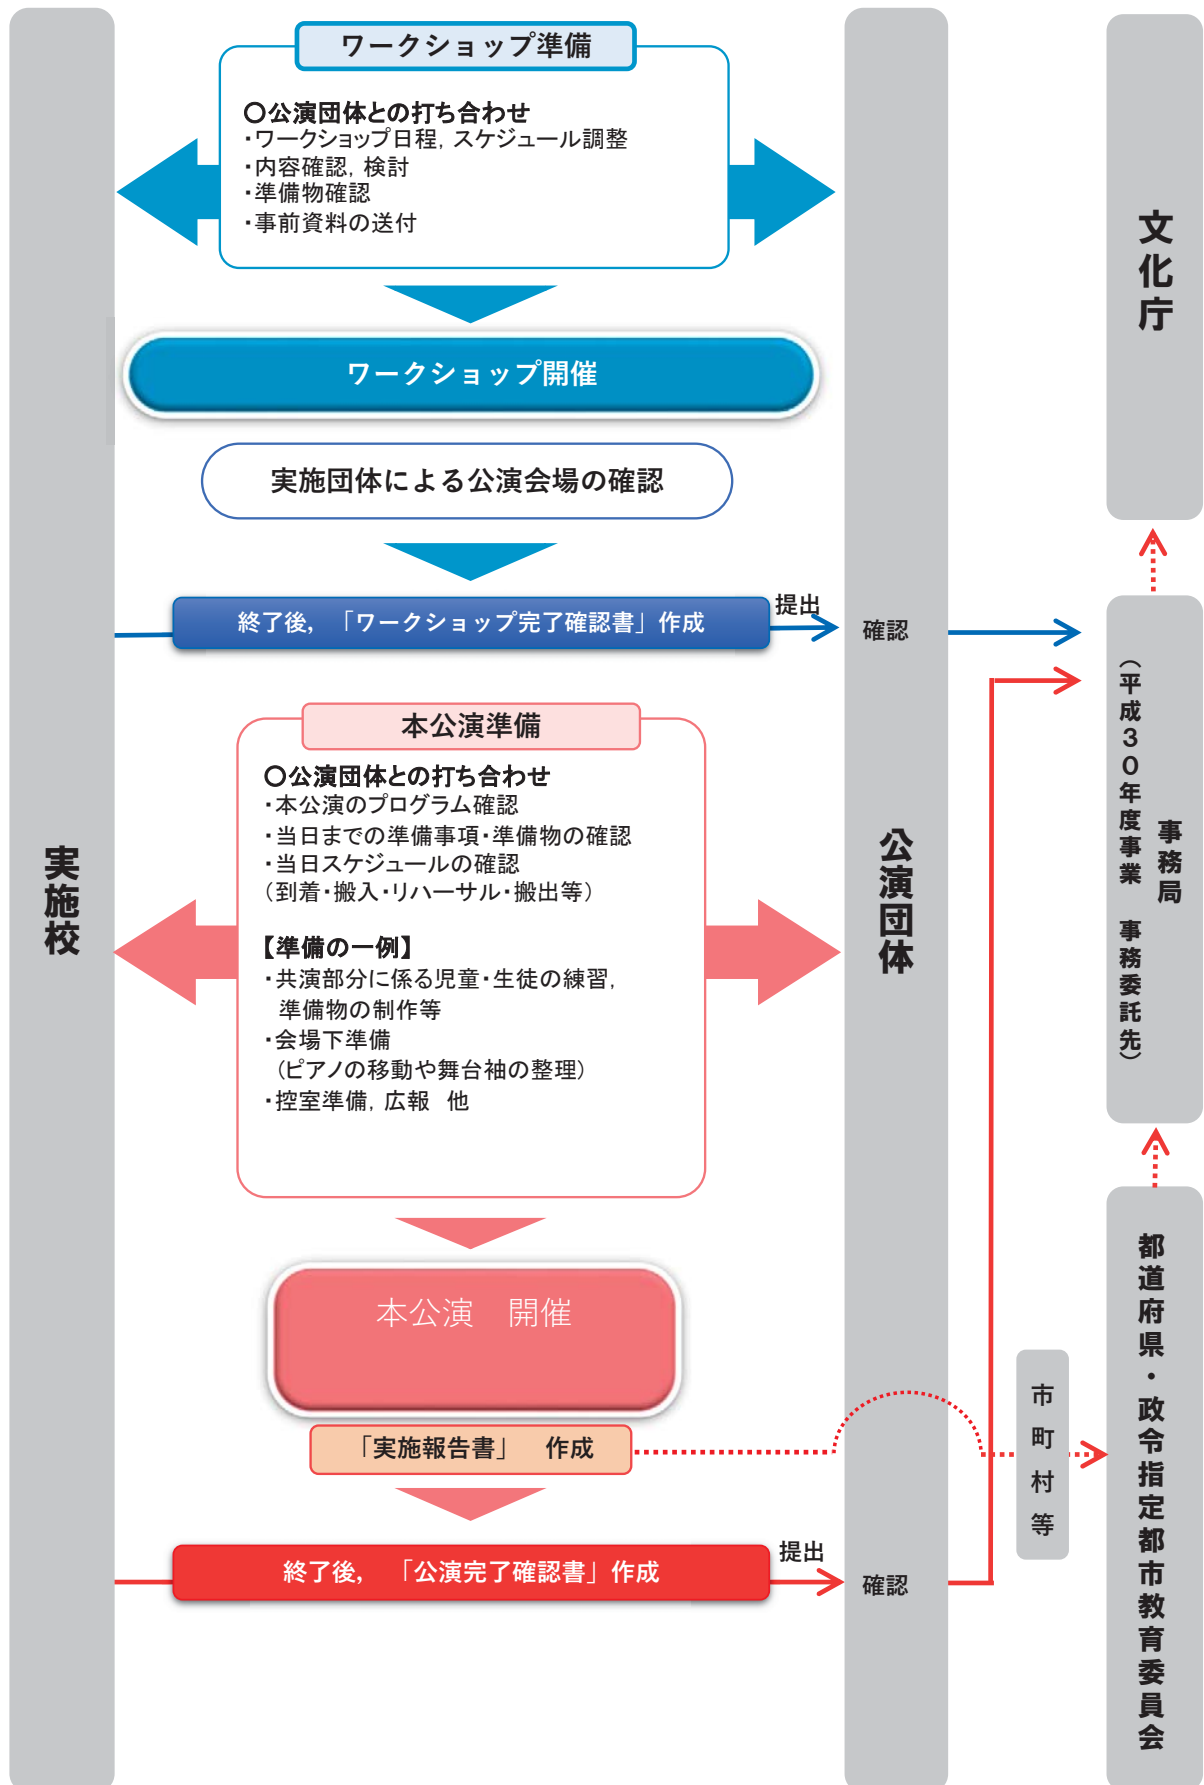 ワークショップ準備
〇公演団体との打ち合わせ
・ワークショップ日程, スケジュール調整
・内容確認, 検討
・準備物確認
・事前資料の送付
ワークショップ開催
実施団体による公演会場の確認
終了後, 「ワークショップ完了確認書」作成
提出
確認
本公演準備
〇公演団体との打ち合わせ
・本公演のプログラム確認
・当日までの準備事項・準備物の確認
・当日スケジュールの確認
(到着・搬入・リハーサル・搬出等)
【準備の一例】
・共演部分に係る児童・生徒の練習,
準備物の制作等
・会場下準備
(ピアノの移動や舞台袖の整理)
・控室準備, 広報 他
本公演 開催
「実施報告書」 作成
終了後, 「公演完了確認書」作成
提出
確認
実施校
公演団体
文化庁
事務局
(平成30年度事業 事務委託先)
市町村等
都道府県・政令指定都市教育委員会